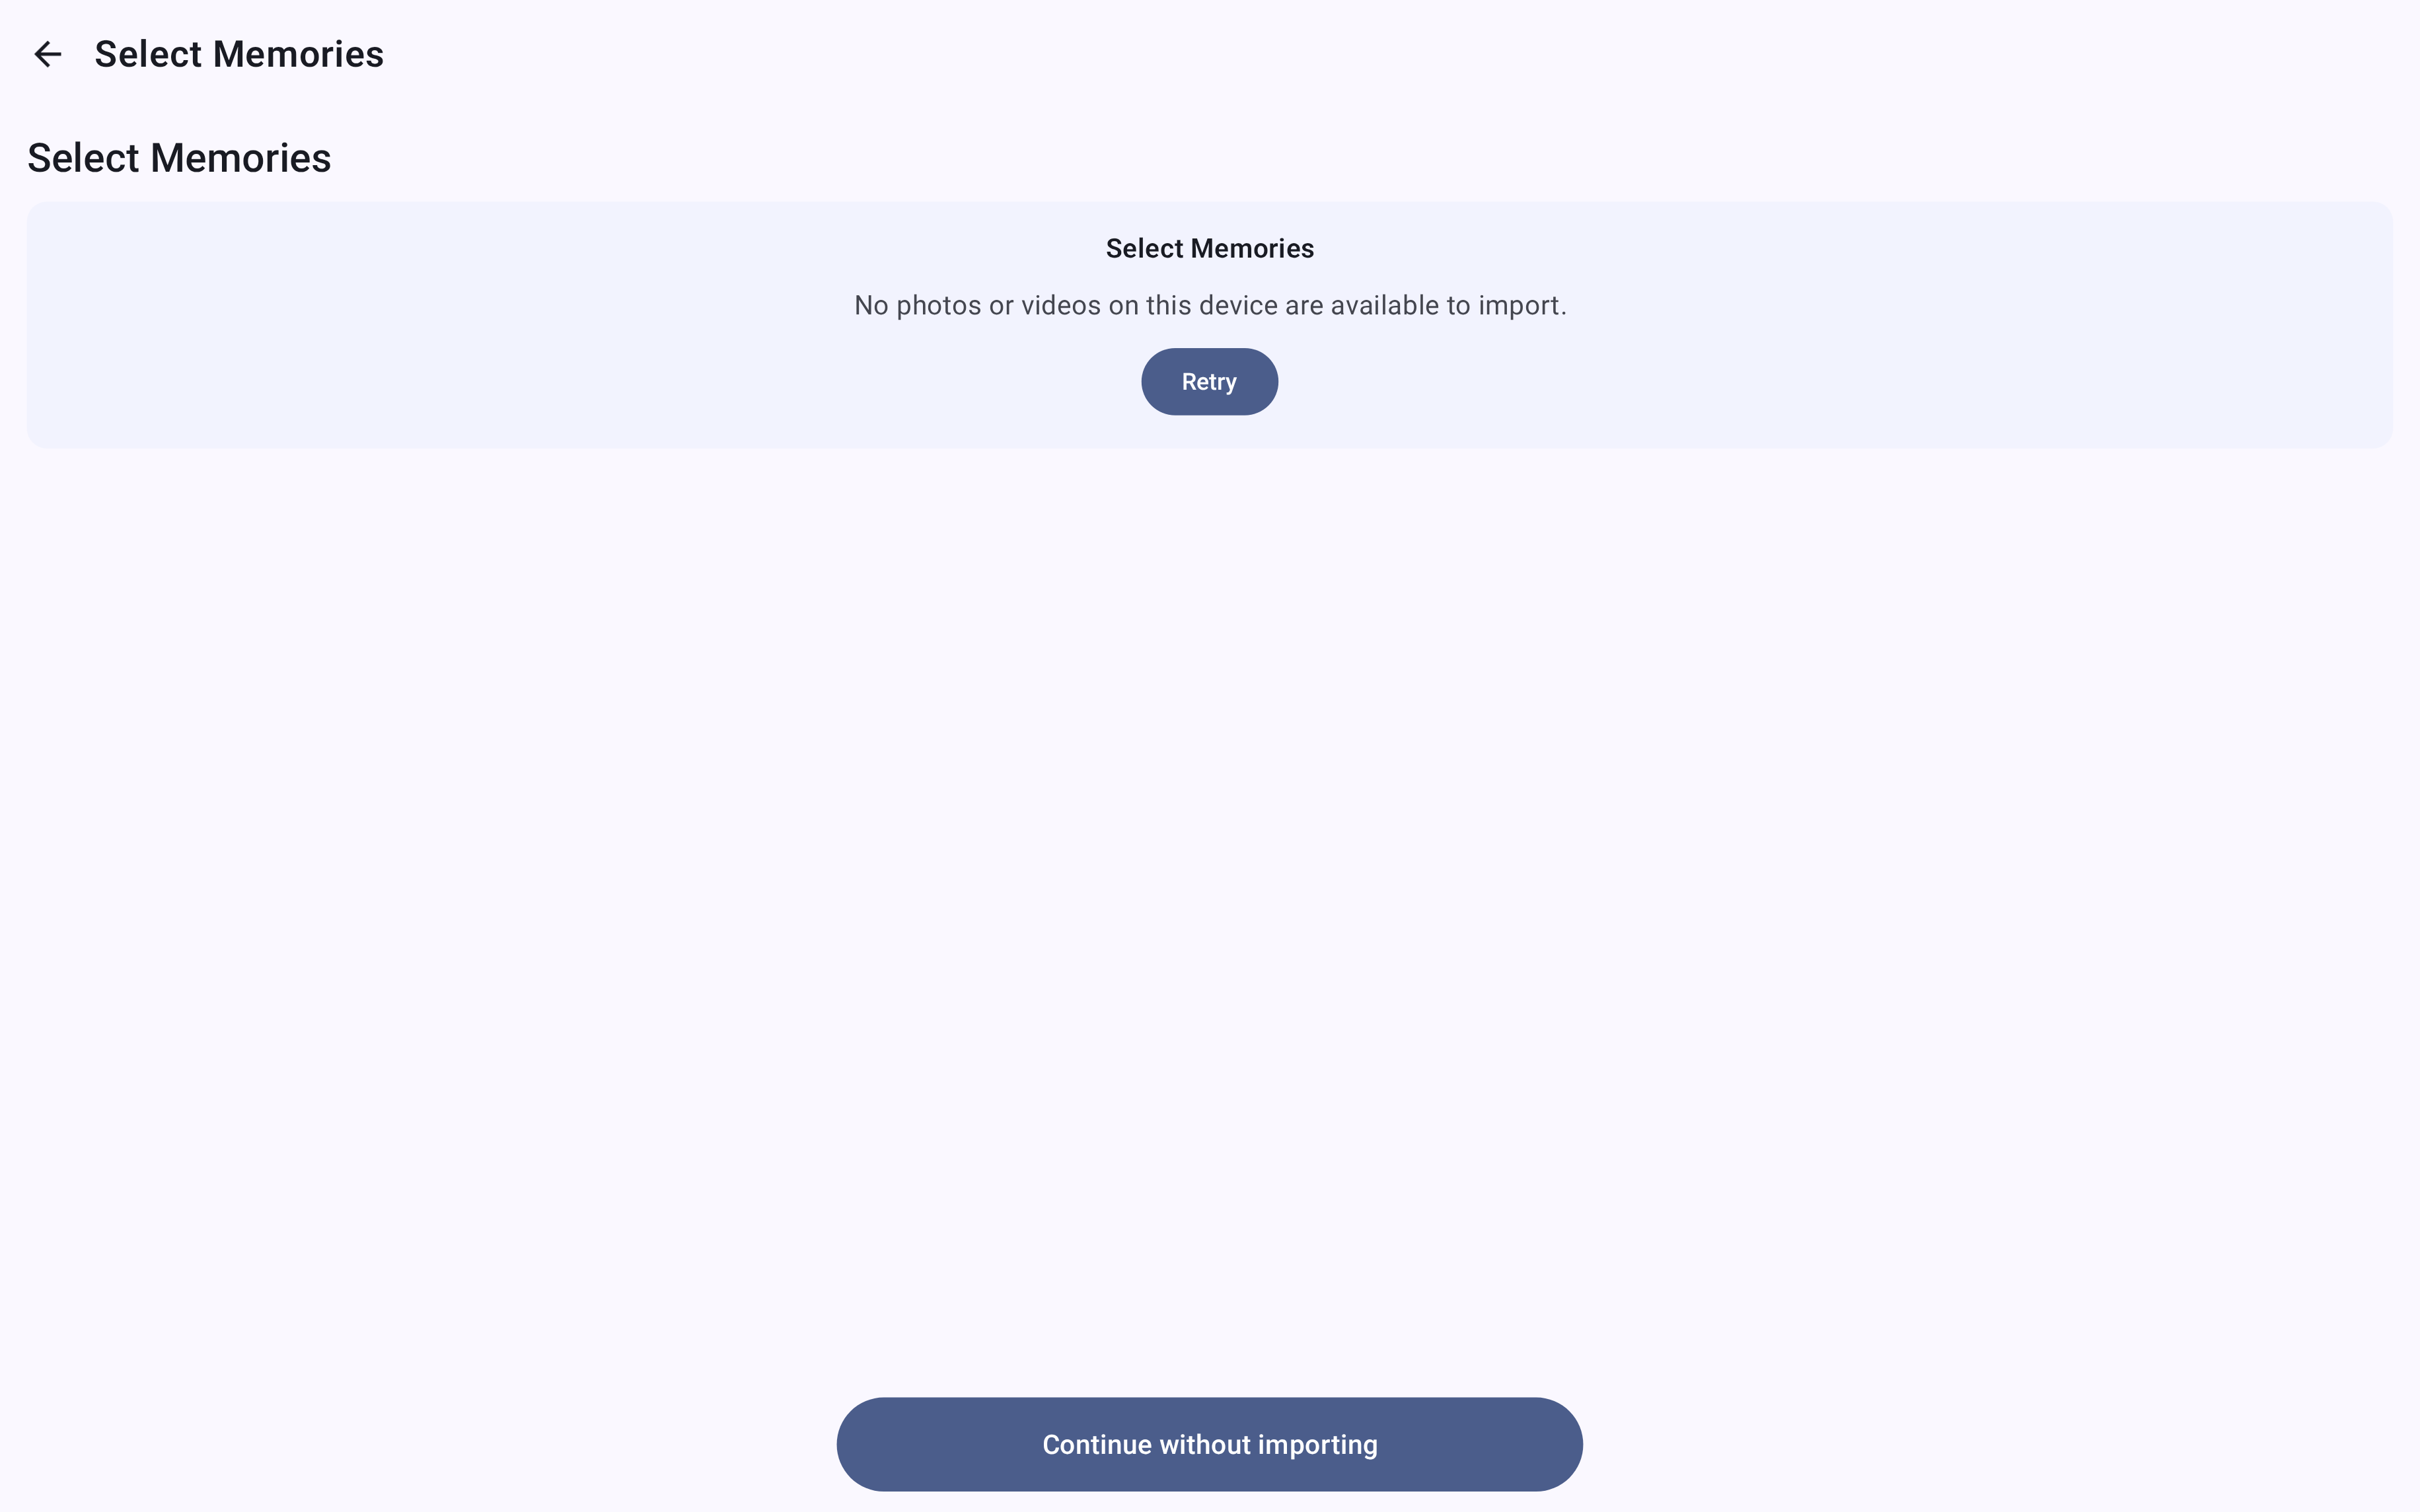 Select Memories
Select Memories
Select Memories
No photos or videos on this device are available to import.
Retry
Continue without importing